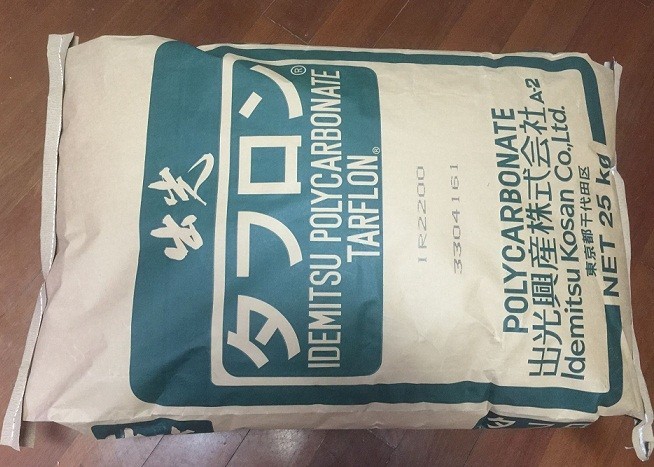 出光
タフロン®
IDEMITSU POLYCARBONATE
TARFLON®
IR2200
3304161
POLYCARBONATE
出光興産株式会社 A-2
Idemitsu Kosan Co.,Ltd.
東京都千代田区
NET 25 kg